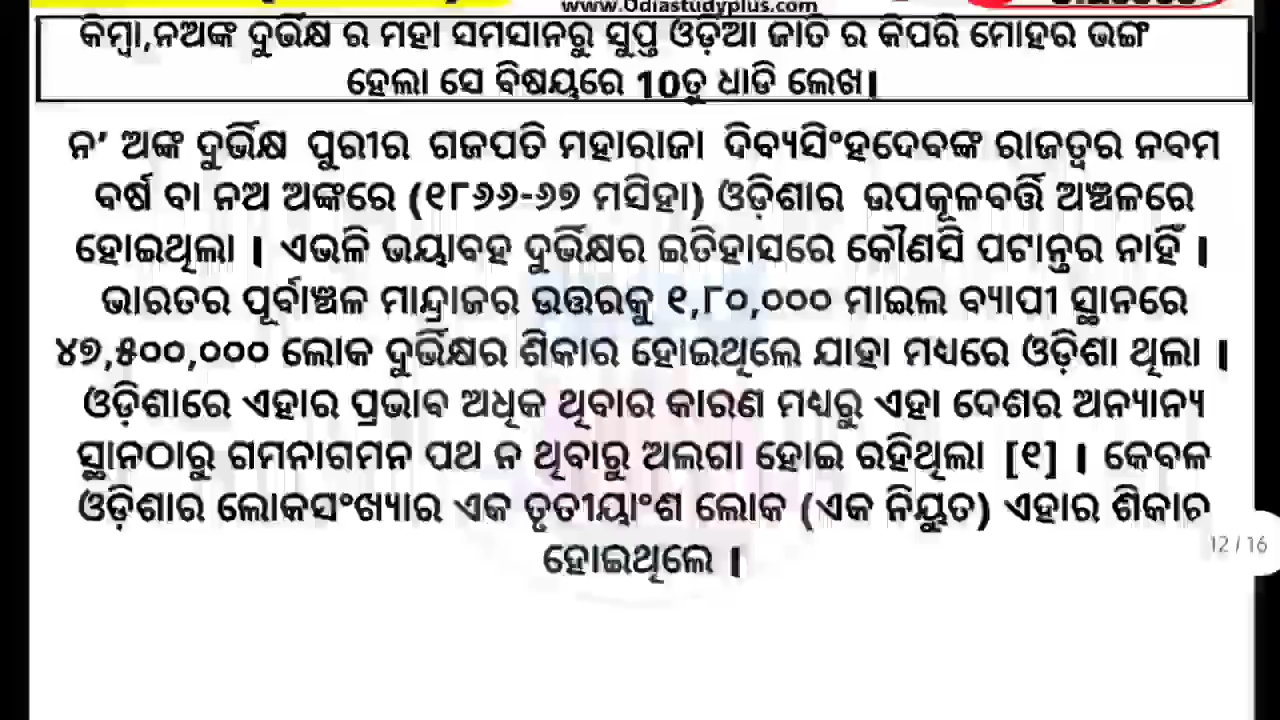 www.Odiastudyplus.com
କିମ୍ବା,ନଅଙ୍କ ଦୁର୍ଭିକ୍ଷ ର ମହା ସମସାନରୁ ସୁପ୍ତ ଓଡ଼ିଆ ଜାତି ର କିପରି ମୋହର ଭଙ୍ଗ
ହେଲା ସେ ବିଷୟରେ 10ଟୁ ଧାଡି ଲେଖ।
ନ’ ଅଙ୍କ ଦୁର୍ଭିକ୍ଷ ପୁରୀର ଗଜପତି ମହାରାଜା ଦିବ୍ୟସିଂହଦେବଙ୍କ ରାଜତ୍ୱର ନବମ
ବର୍ଷ ବା ନଅ ଅଙ୍କରେ (୧୮୬୬-୬୭ ମସିହା) ଓଡ଼ିଶାର ଉପକୂଳବର୍ତ୍ତି ଅଞ୍ଚଳରେ
ହୋଇଥିଲା । ଏଭଳି ଭୟାବହ ଦୁର୍ଭିକ୍ଷର ଇତିହାସରେ କୌଣସି ପଟାନ୍ତର ନାହିଁ ।
ଭାରତର ପୂର୍ବାଞ୍ଚଳ ମାନ୍ଦ୍ରାଜର ଉତ୍ତରକୁ ୧,୮୦,୦୦୦ ମାଇଲ ବ୍ୟାପୀ ସ୍ଥାନରେ
୪୭,୫୦୦,୦୦୦ ଲୋକ ଦୁର୍ଭିକ୍ଷର ଶିକାର ହୋଇଥିଲେ ଯାହା ମଧ୍ୟରେ ଓଡ଼ିଶା ଥିଲା ।
ଓଡ଼ିଶାରେ ଏହାର ପ୍ରଭାବ ଅଧିକ ଥିବାର କାରଣ ମଧ୍ୟରୁ ଏହା ଦେଶର ଅନ୍ୟାନ୍ୟ
ସ୍ଥାନଠାରୁ ଗମନାଗମନ ପଥ ନ ଥିବାରୁ ଅଲଗା ହୋଇ ରହିଥିଲା [୧] । କେବଳ
ଓଡ଼ିଶାର ଲୋକସଂଖ୍ୟାର ଏକ ତୃତୀୟାଂଶ ଲୋକ (ଏକ ନିୟୁତ) ଏହାର ଶିକାର
ହୋଇଥିଲେ ।
12 / 16